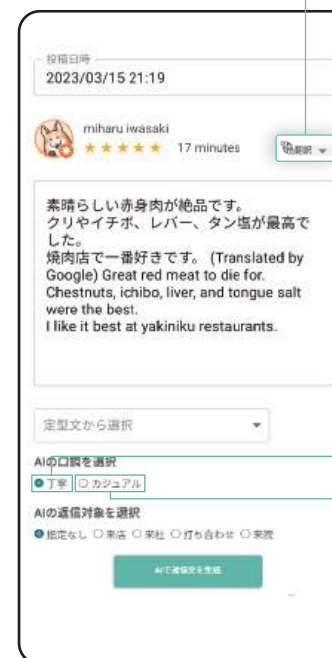 投稿日時
2023/03/15 21:19
miharu iwasaki
17 minutes
翻訳
素晴らしい赤身肉が絶品です。
クリやイチボ、レバー、タン塩が最高で
した。
焼肉店で一番好きです。 (Translated by
Google) Great red meat to die for.
Chestnuts, ichibo, liver, and tongue salt
were the best.
I like it best at yakiniku restaurants.
定型文から選択
AIの口調を選択
丁寧 カジュアル
AIの返信対象を選択
指定なし 来店 来社 打ち合わせ 来院
AIで返信文を生成